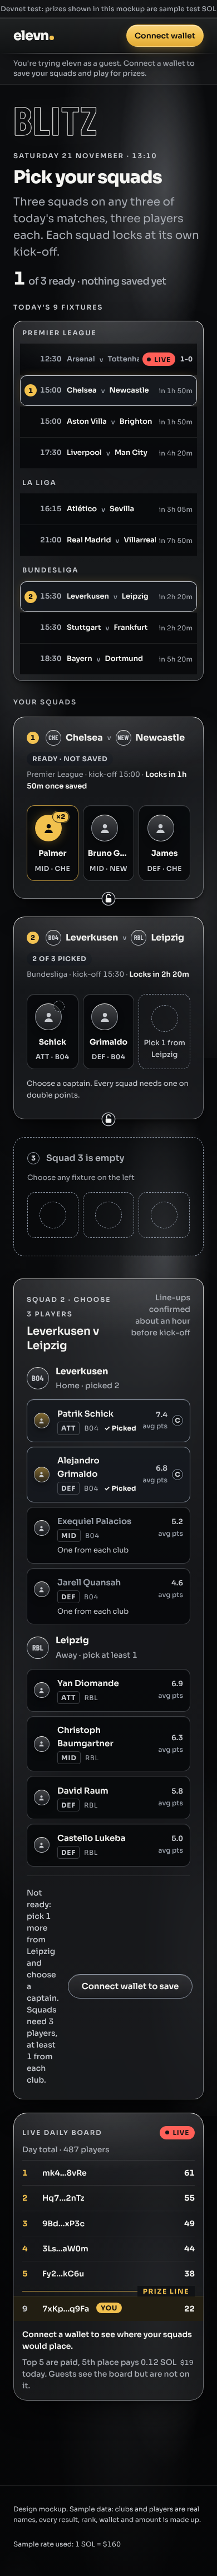 Devnet test: prizes shown in this mockup are sample test SOL
elevn.
Connect wallet
You're trying elevn as a guest. Connect a wallet to
save your squads and play for prizes.
BLITZ
SATURDAY 21 NOVEMBER · 13:10
Pick your squads
Three squads on any three of
today's matches, three players
each. Each squad locks at its own
kick-off.
1 of 3 ready · nothing saved yet
TODAY'S 9 FIXTURES
PREMIER LEAGUE
12:30 Arsenal v Tottenha LIVE 1-0
1 15:00 Chelsea v Newcastle in 1h 50m
15:00 Aston Villa v Brighton in 1h 50m
17:30 Liverpool v Man City in 4h 20m
LA LIGA
16:15 Atlético v Sevilla in 3h 05m
21:00 Real Madrid v Villarreal in 7h 50m
BUNDESLIGA
2 15:30 Leverkusen v Leipzig in 2h 20m
15:30 Stuttgart v Frankfurt in 2h 20m
18:30 Bayern v Dortmund in 5h 20m
YOUR SQUADS
1 CHE Chelsea v NEW Newcastle
READY · NOT SAVED
Premier League · kick-off 15:00 · Locks in 1h
50m once saved
×2
Palmer
MID · CHE
Bruno G...
MID · NEW
James
DEF · CHE
2 B04 Leverkusen v RBL Leipzig
2 OF 3 PICKED
Bundesliga · kick-off 15:30 · Locks in 2h 20m
Schick
ATT · B04
Grimaldo
DEF · B04
Pick 1 from
Leipzig
Choose a captain. Every squad needs one on
double points.
3 Squad 3 is empty
Choose any fixture on the left
SQUAD 2 · CHOOSE
3 PLAYERS
Leverkusen v
Leipzig
Line-ups
confirmed
about an hour
before kick-off
B04 Leverkusen
Home · picked 2
Patrik Schick
ATT B04 ✓ Picked
7.4
avg pts
C
Alejandro
Grimaldo
DEF B04 ✓ Picked
6.8
avg pts
C
Exequiel Palacios
MID B04
One from each club
5.2
avg pts
Jarell Quansah
DEF B04
One from each club
4.6
avg pts
RBL Leipzig
Away · pick at least 1
Yan Diomande
ATT RBL
6.9
avg pts
Christoph
Baumgartner
MID RBL
6.3
avg pts
David Raum
DEF RBL
5.8
avg pts
Castello Lukeba
DEF RBL
5.0
avg pts
Not
ready:
pick 1
more
from
Leipzig
and
choose
a
captain.
Squads
need 3
players,
at least
1 from
each
club.
Connect wallet to save
LIVE DAILY BOARD
LIVE
Day total · 487 players
1 mk4...8vRe 61
2 Hq7...2nTz 55
3 9Bd...xP3c 49
4 3Ls...aW0m 44
5 Fy2...kC6u 38
PRIZE LINE
9 7xKp...q9Fa YOU 22
Connect a wallet to see where your squads
would place.
Top 5 are paid, 5th place pays 0.12 SOL $19
today. Guests see the board but are not on
it.
Design mockup. Sample data: clubs and players are real
names, every result, rank, wallet and amount is made up.
Sample rate used: 1 SOL = $160